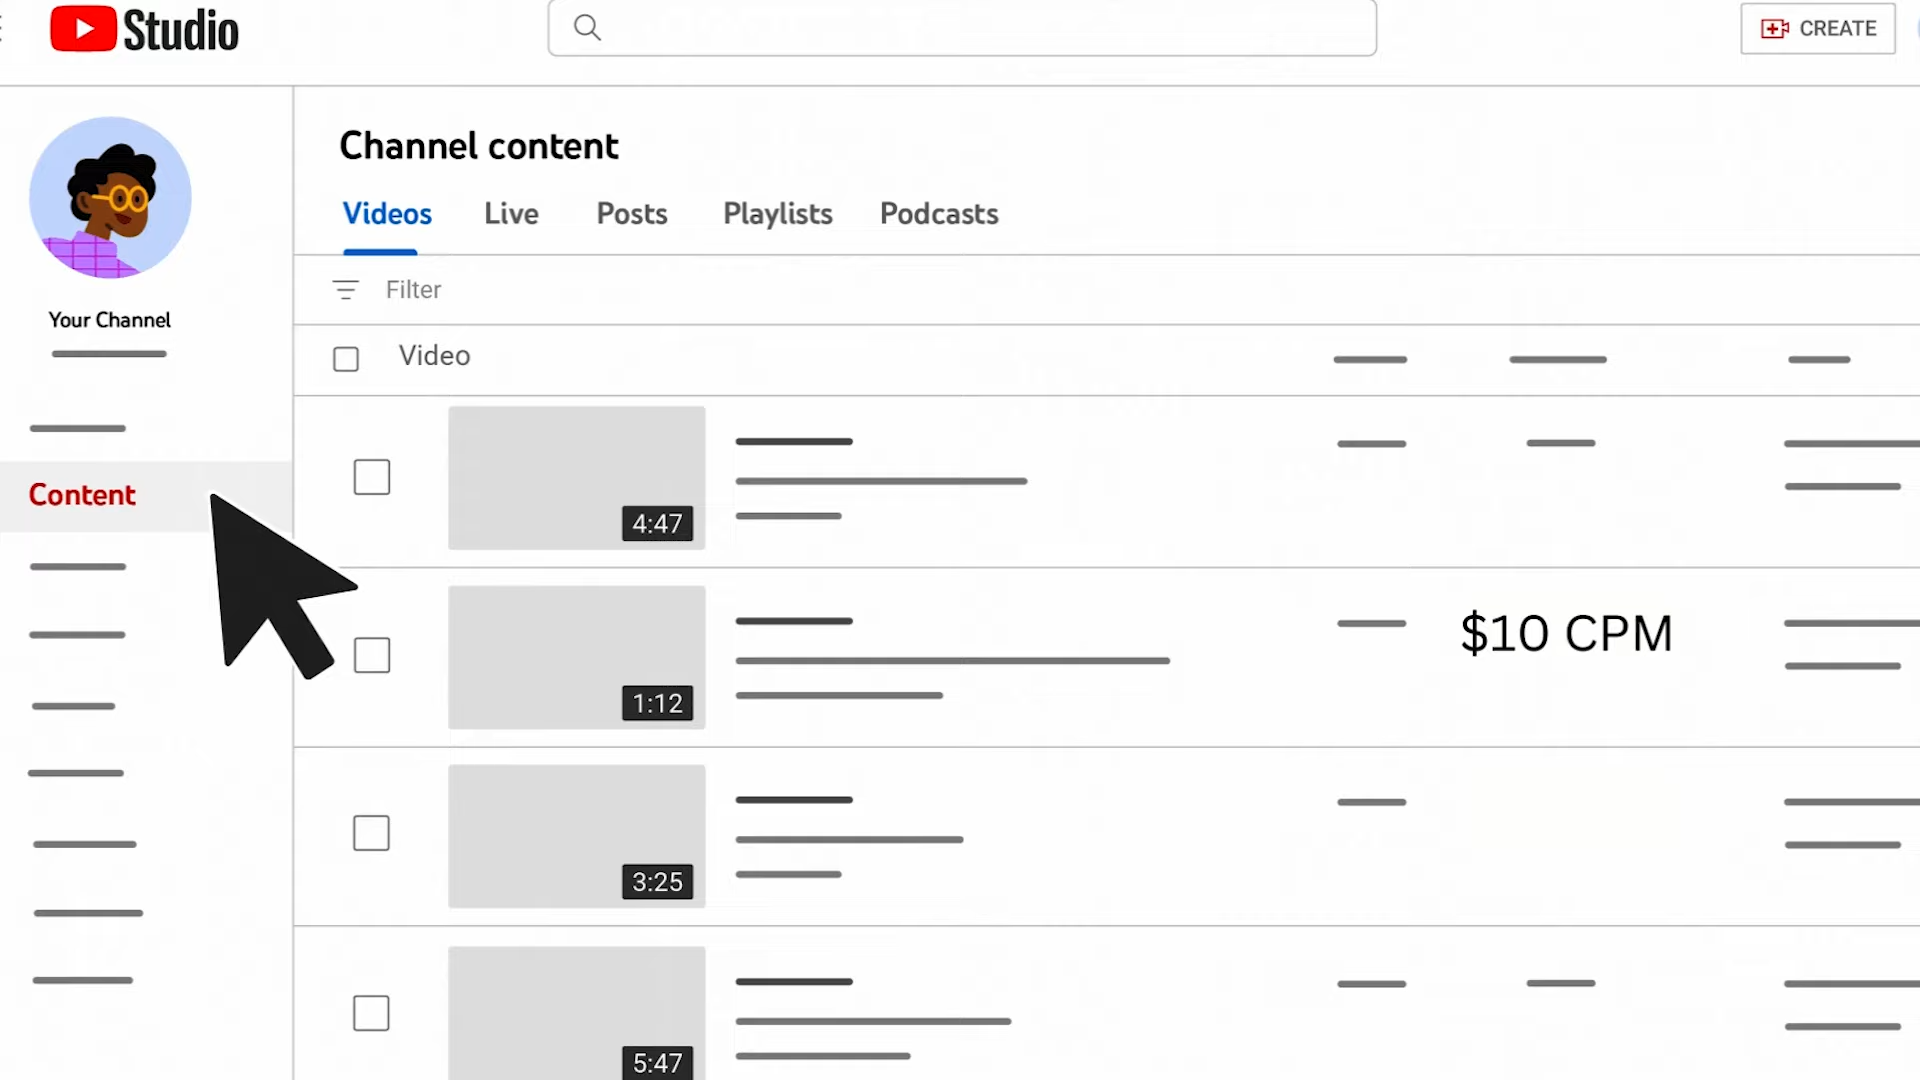 Studio
CREATE
Channel content
Videos Live Posts Playlists Podcasts
Filter
Your Channel
Video
Content
4:47
$10 CPM
1:12
3:25
5:47